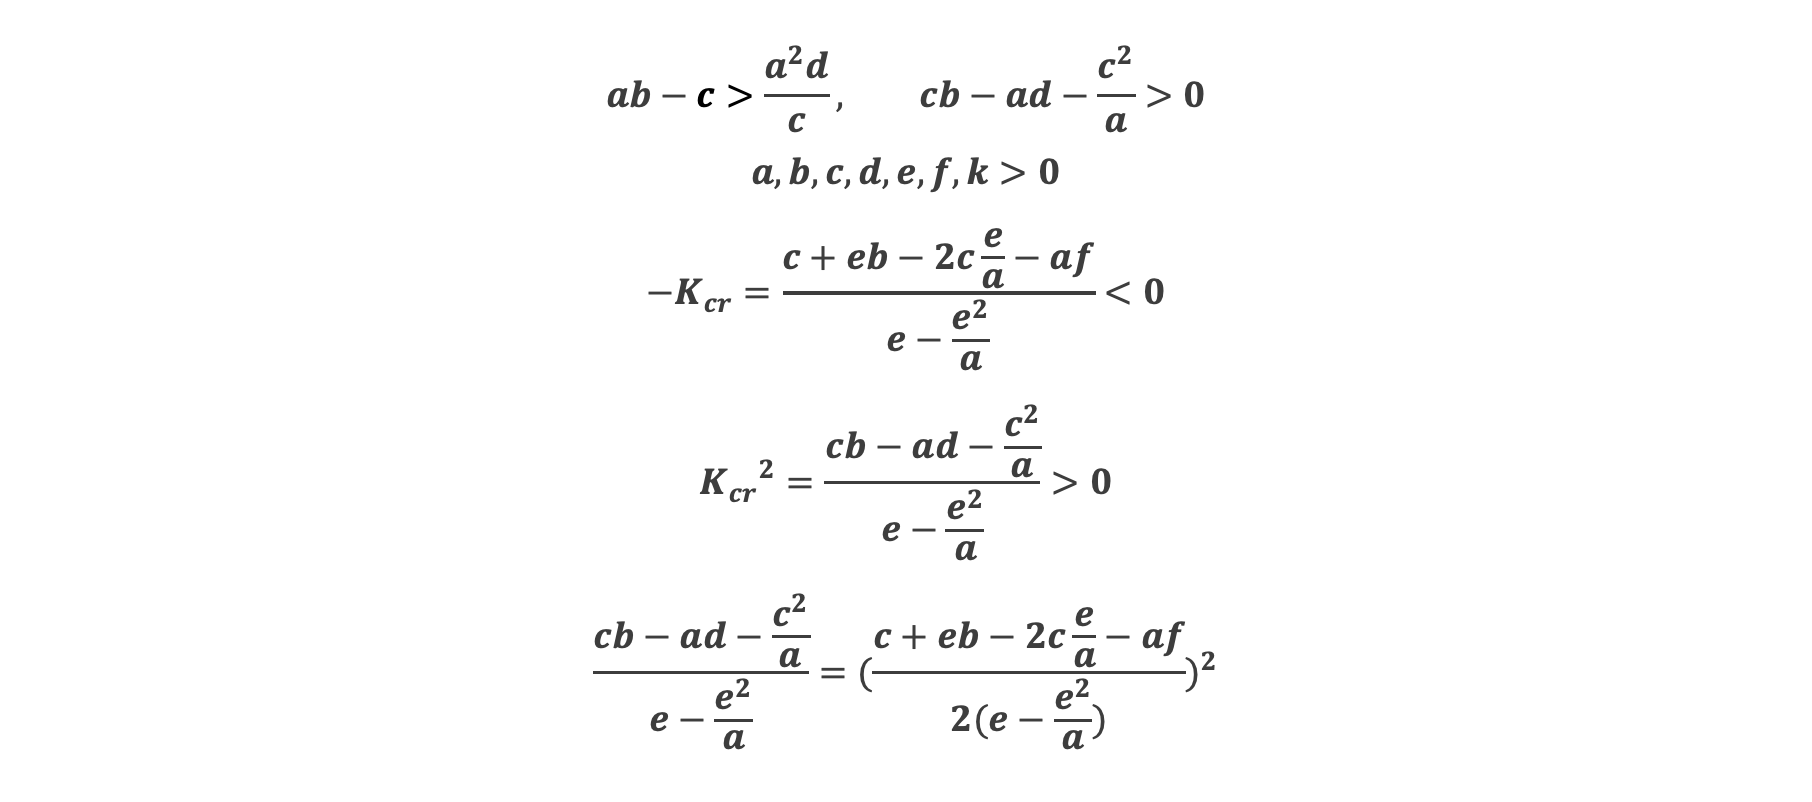 ab − c > a²d/c, cb − ad − c²/a > 0
a, b, c, d, e, f, k > 0
−K_cr = (c + eb − 2c e/a − af)/(e − e²/a) < 0
K_cr² = (cb − ad − c²/a)/(e − e²/a) > 0
(cb − ad − c²/a)/(e − e²/a) = ((c + eb − 2c e/a − af)/(2(e − e²/a)))²